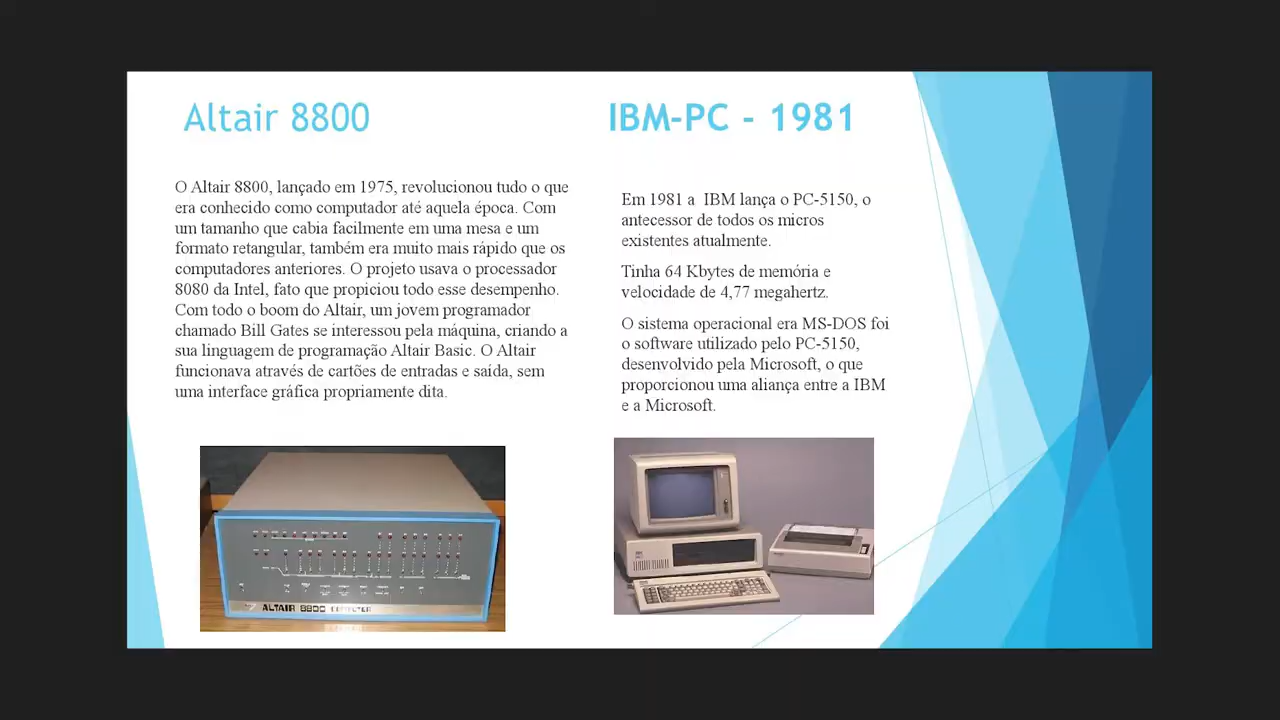 Altair 8800
O Altair 8800, lançado em 1975, revolucionou tudo o que
era conhecido como computador até aquela época. Com
um tamanho que cabia facilmente em uma mesa e um
formato retangular, também era muito mais rápido que os
computadores anteriores. O projeto usava o processador
8080 da Intel, fato que propiciou todo esse desempenho.
Com todo o boom do Altair, um jovem programador
chamado Bill Gates se interessou pela máquina, criando a
sua linguagem de programação Altair Basic. O Altair
funcionava através de cartões de entradas e saída, sem
uma interface gráfica propriamente dita.
ALTAIR 8800 COMPUTER
IBM-PC - 1981
Em 1981 a IBM lança o PC-5150, o
antecessor de todos os micros
existentes atualmente.
Tinha 64 Kbytes de memória e
velocidade de 4,77 megahertz.
O sistema operacional era MS-DOS foi
o software utilizado pelo PC-5150,
desenvolvido pela Microsoft, o que
proporcionou uma aliança entre a IBM
e a Microsoft.